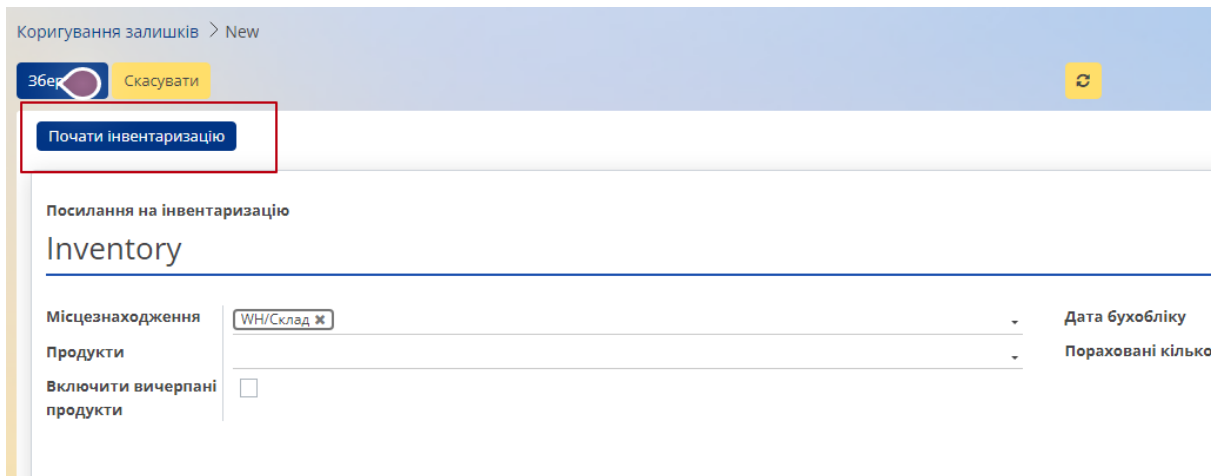 Коригування залишків > New
Скасувати
Почати інвентаризацію
Посилання на інвентаризацію
Inventory
Місцезнаходження WH/Склад ✖ Дата бухобліку
Продукти Пораховані
Включити вичерпані
продукти